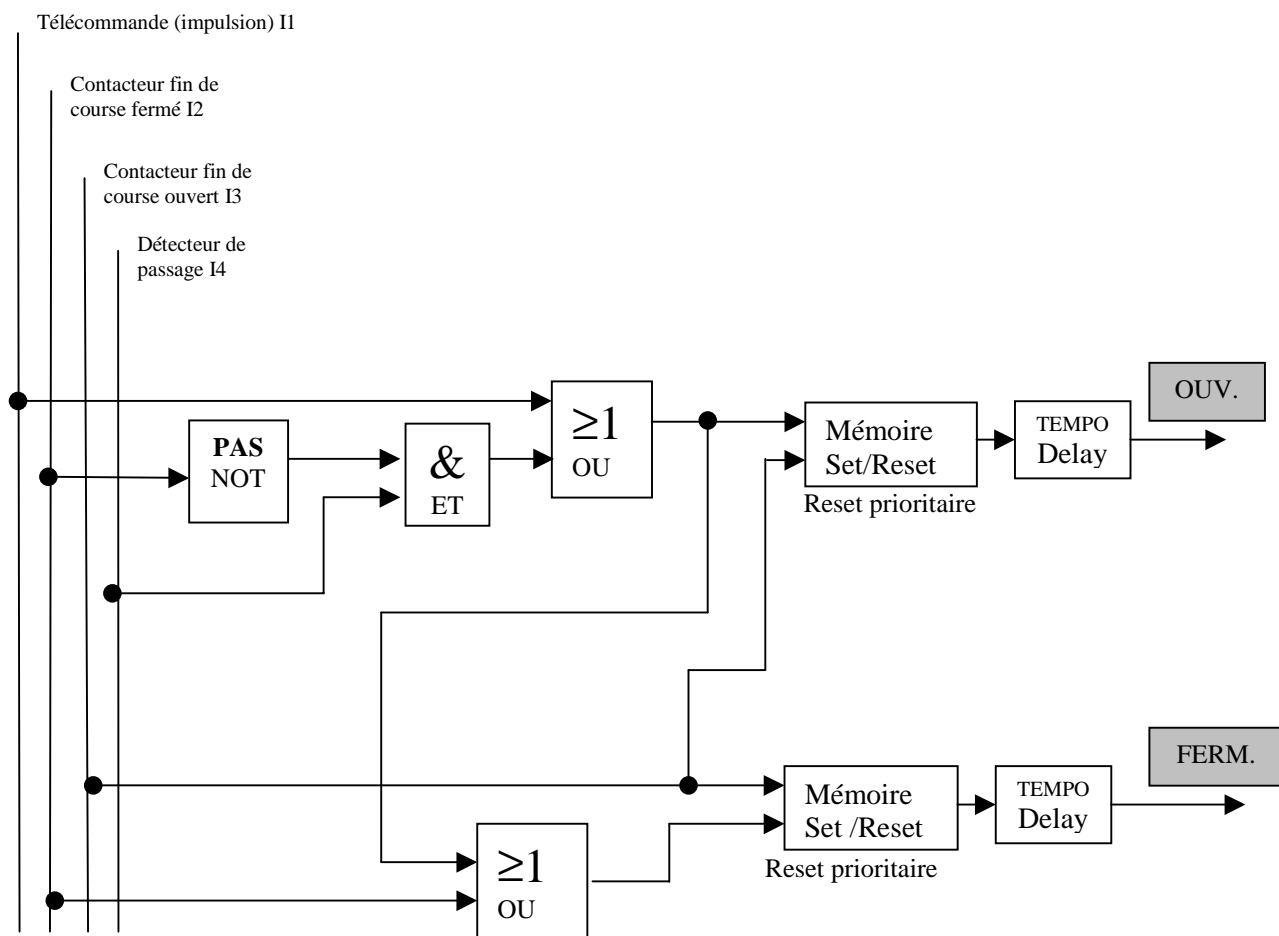 Télécommande (impulsion) I1
Contacteur fin de
course fermé I2
Contacteur fin de
course ouvert I3
Détecteur de
passage I4
OUV.
≥1
OU
PAS
NOT
&
ET
Mémoire
Set/Reset
Reset prioritaire
TEMPO
Delay
FERM.
Mémoire
Set /Reset
Reset prioritaire
TEMPO
Delay
≥1
OU